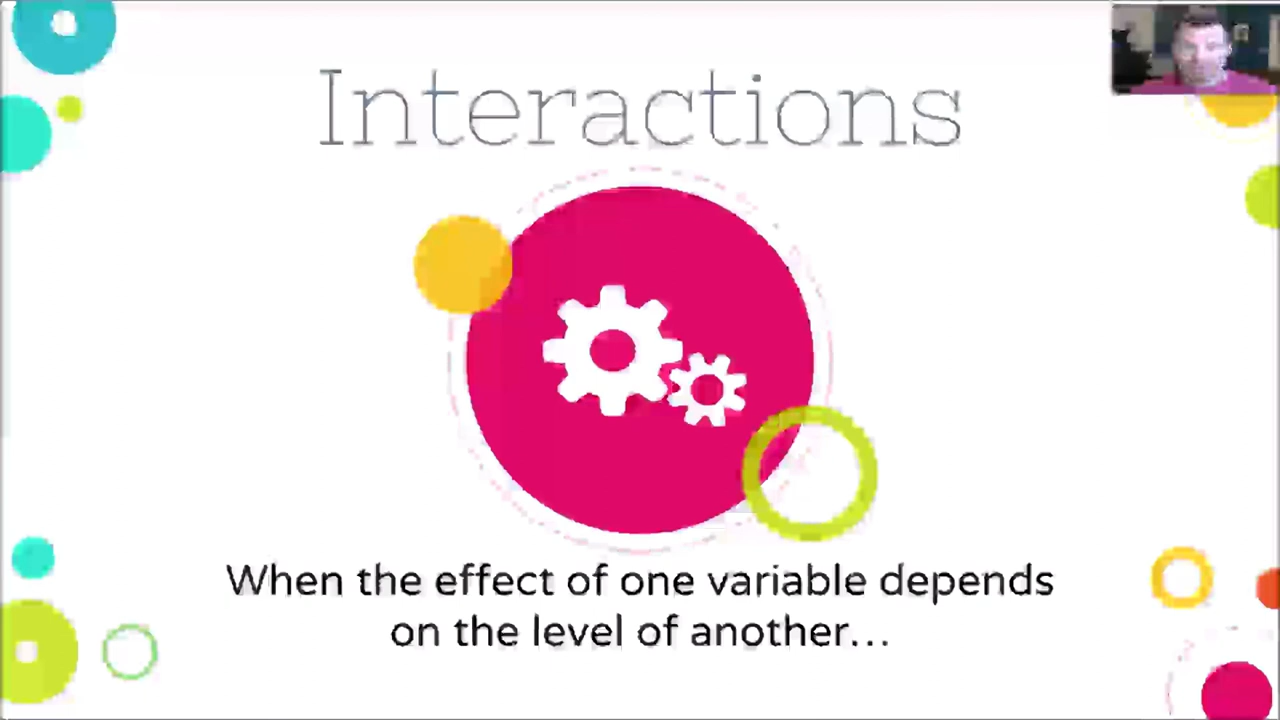 Interactions
When the effect of one variable depends
on the level of another...